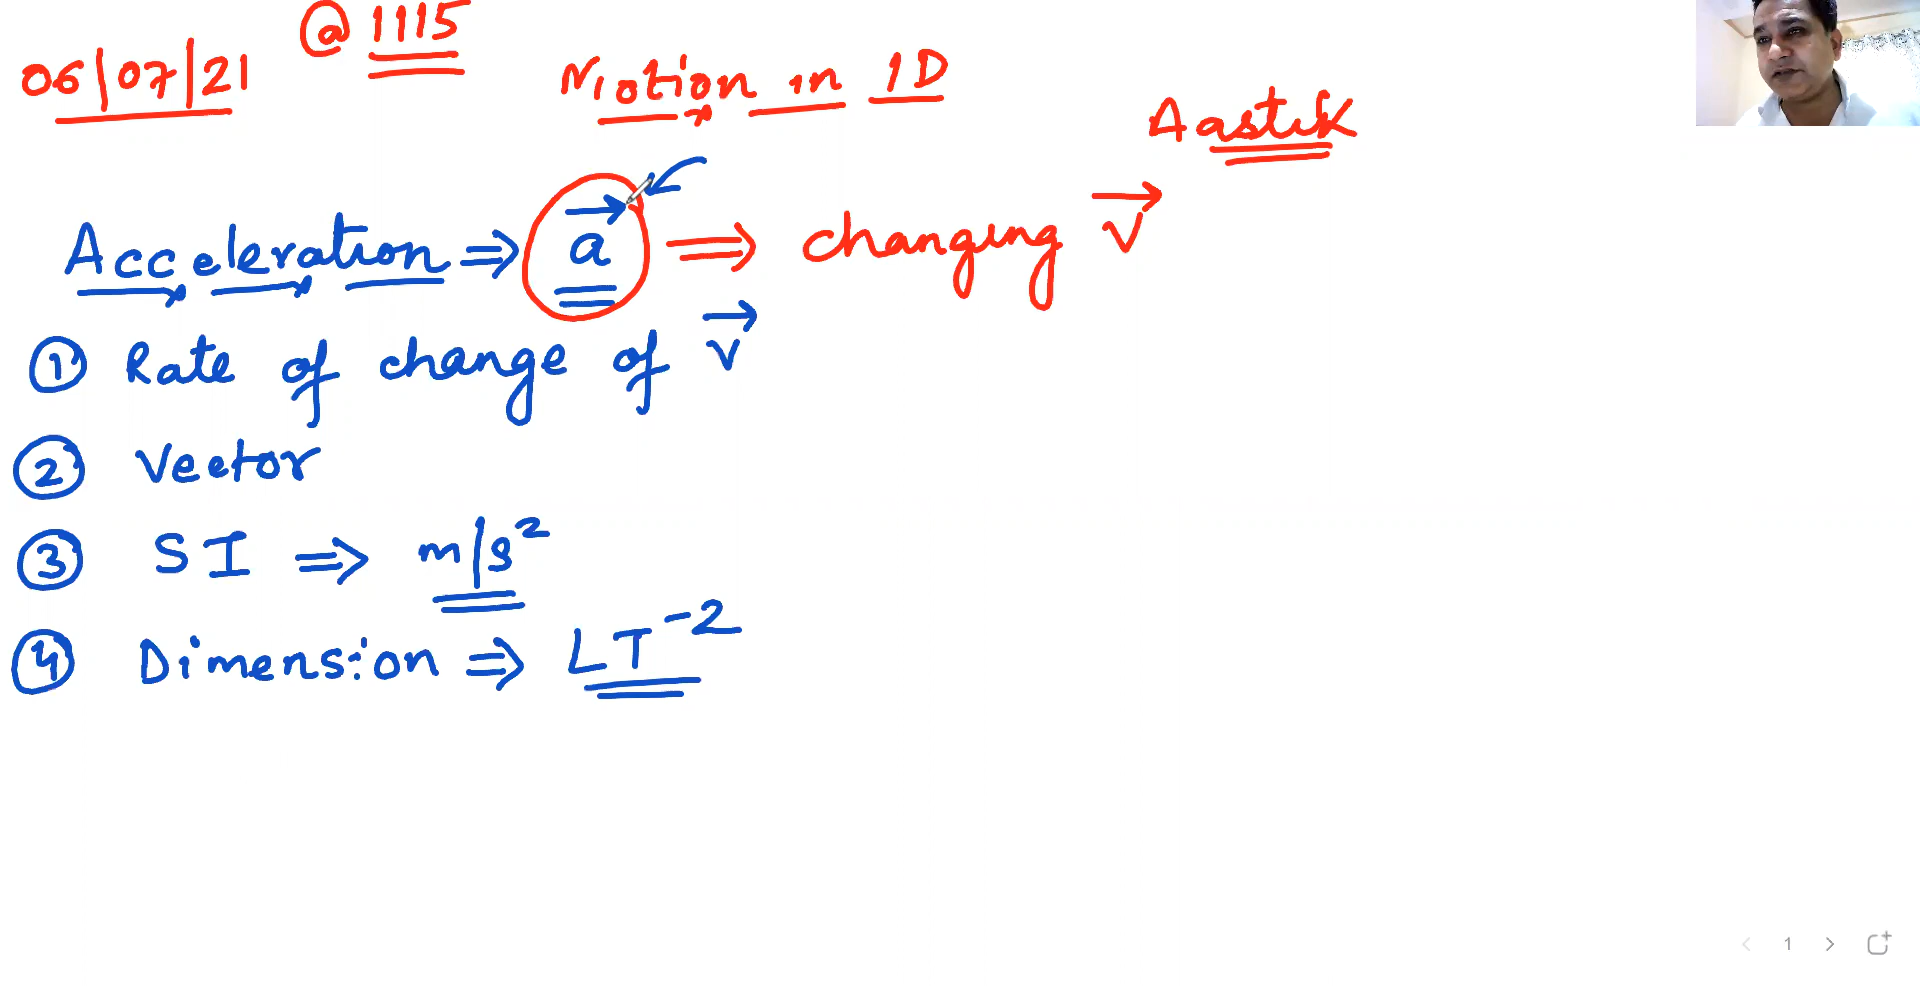 @ 1115
06/07/21 Motion in 1D
Aastik
Acceleration ⇒ a⃗ ⇒ changing v⃗
① Rate of change of v⃗
② Vector
③ SI ⇒ m/s²
④ Dimension ⇒ LT⁻²
1